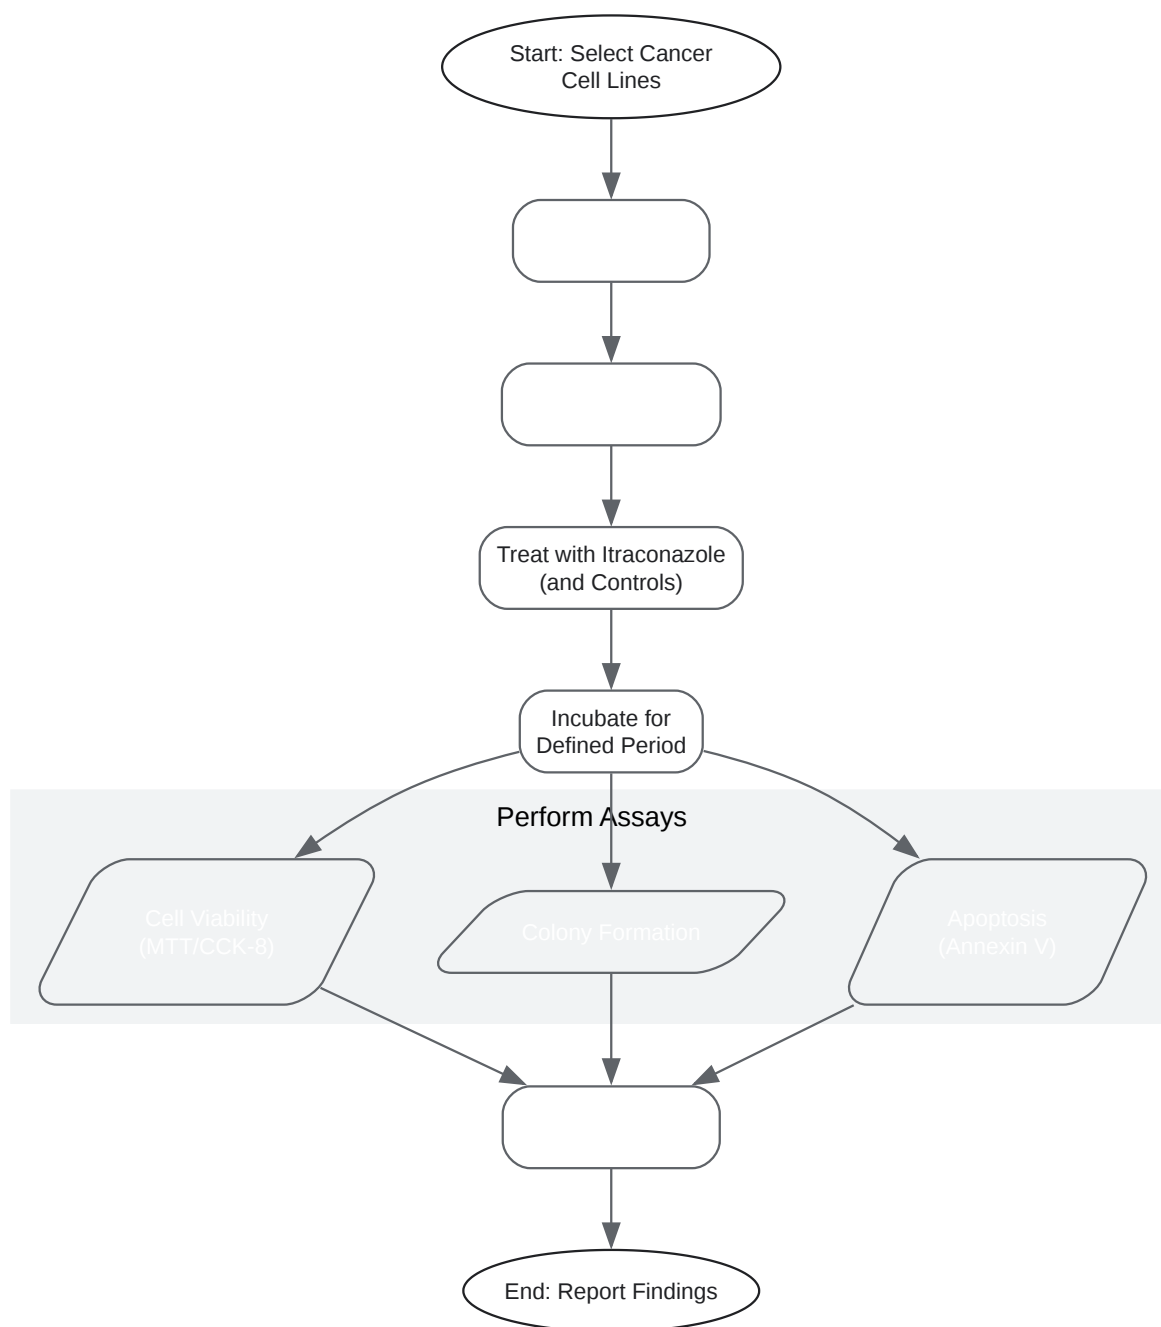 Start: Select Cancer
Cell Lines
Treat with Itraconazole
(and Controls)
Incubate for
Defined Period
Perform Assays
Cell Viability
(MTT/CCK-8)
Colony Formation
Apoptosis
(Annexin V)
End: Report Findings